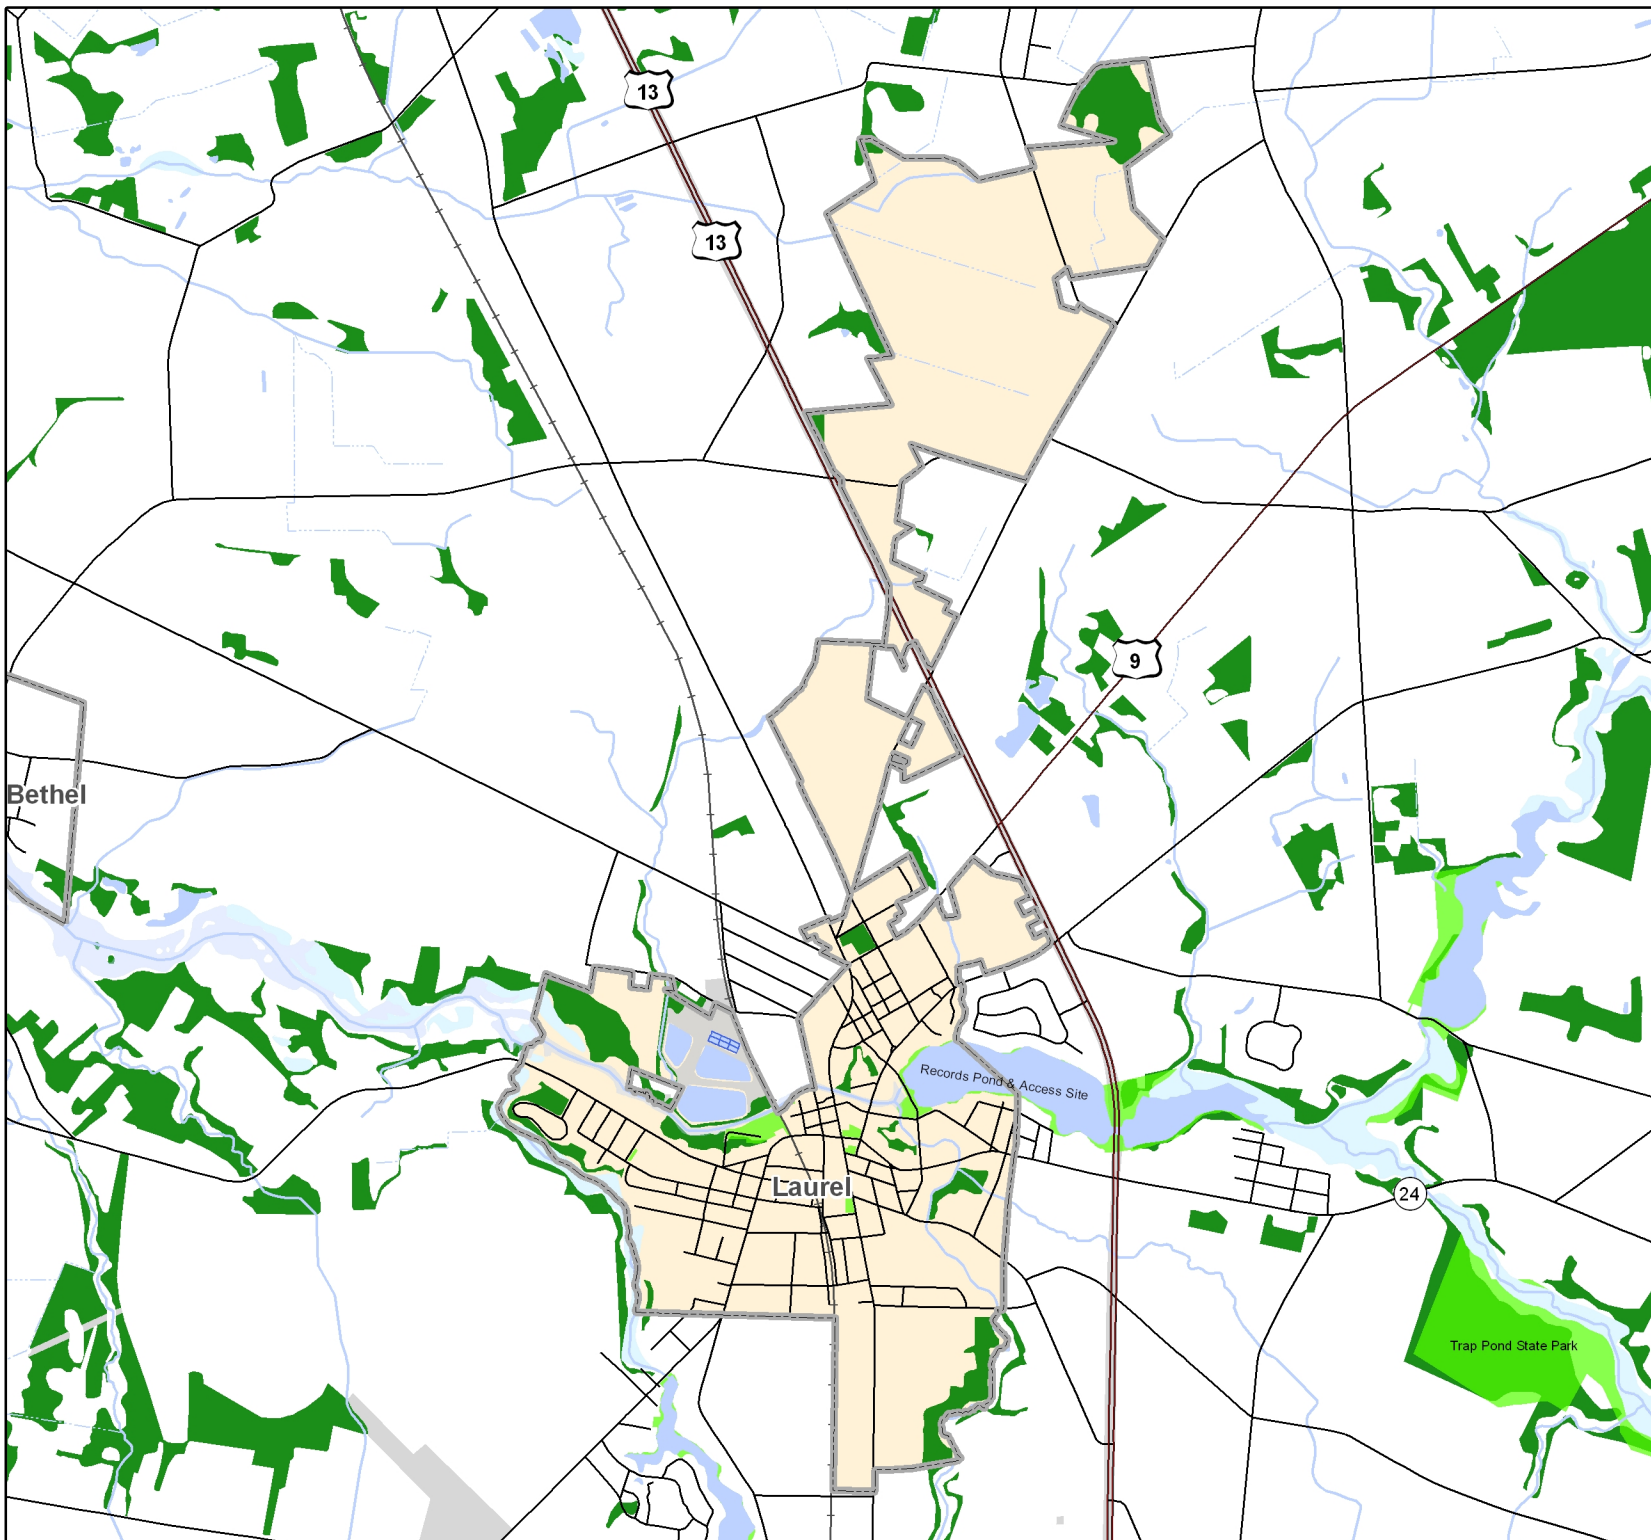 13
13
9
Bethel
Records Pond & Access Site
Laurel
24
Trap Pond State Park